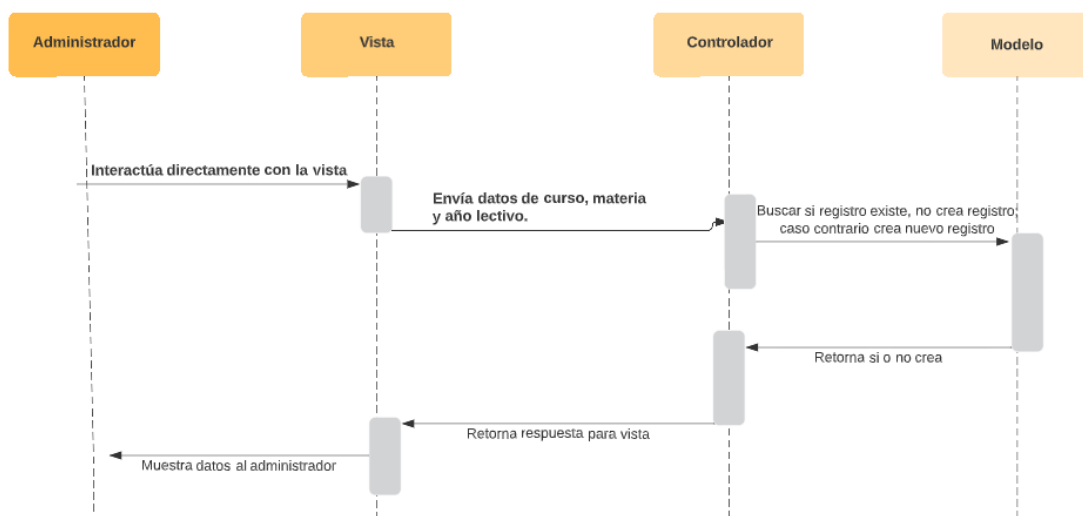 Administrador
Vista
Controlador
Modelo
Interactúa directamente con la vista
Envía datos de curso, materia
y año lectivo.
Buscar si registro existe, no crea registro,
caso contrario crea nuevo registro
Retorna si o no crea
Retorna respuesta para vista
Muestra datos al administrador